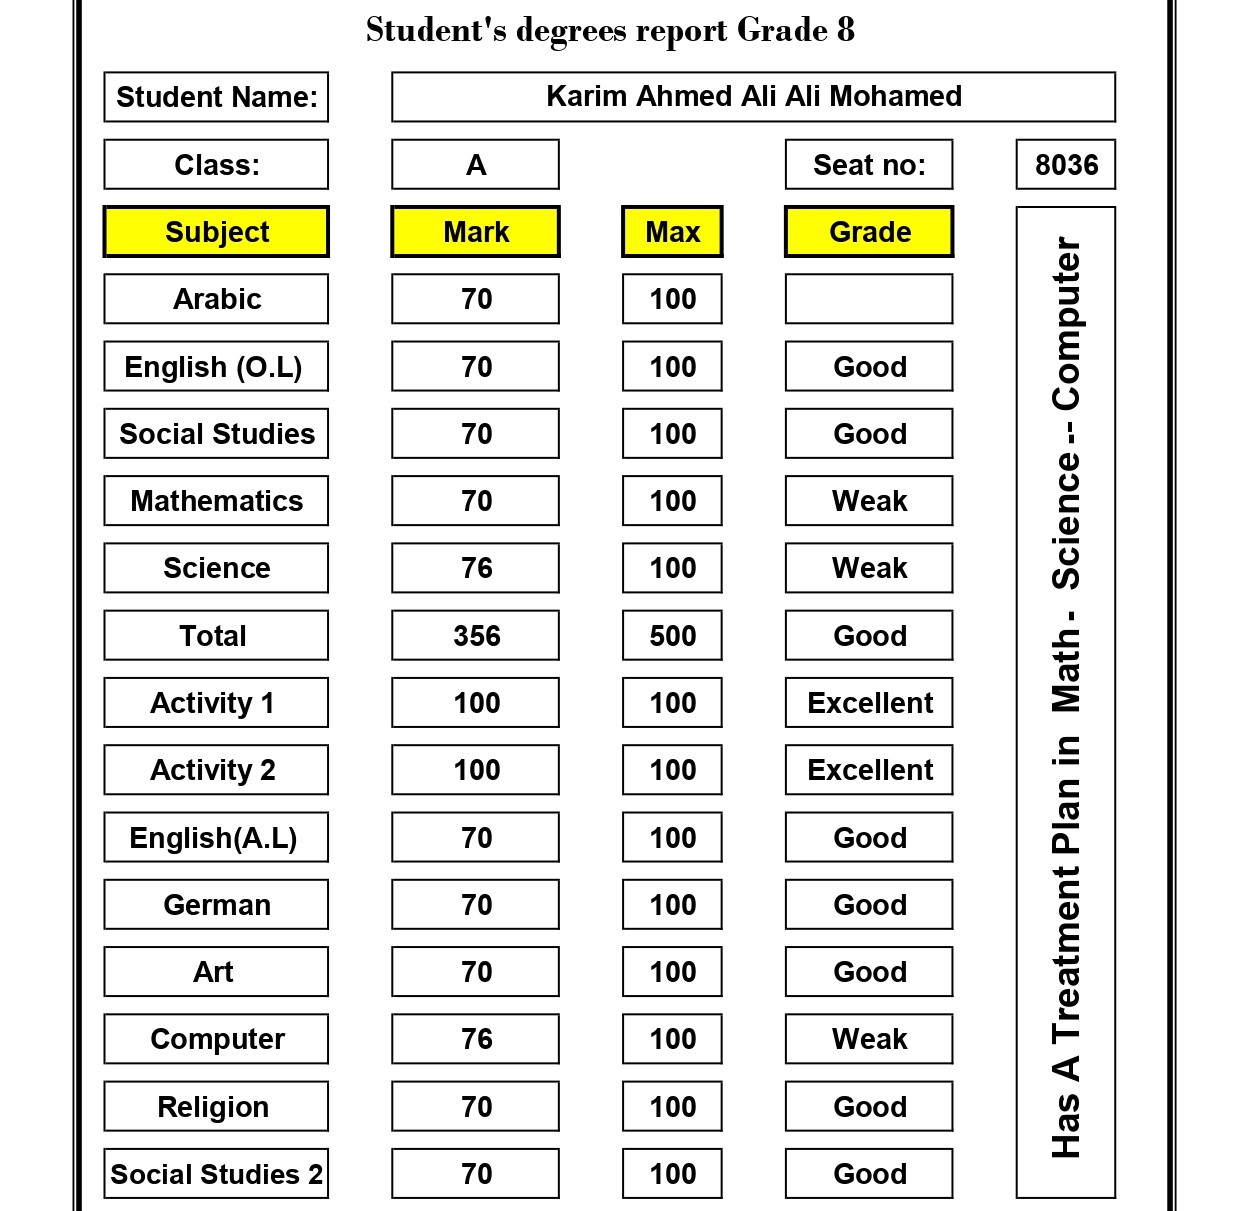 Student's degrees report Grade 8
Student Name: Karim Ahmed Ali Ali Mohamed
Class: A Seat no: 8036
Subject Mark Max Grade
Arabic 70 100
English (O.L) 70 100 Good
Social Studies 70 100 Good
Mathematics 70 100 Weak
Science 76 100 Weak
Total 356 500 Good
Activity 1 100 100 Excellent
Activity 2 100 100 Excellent
English(A.L) 70 100 Good
German 70 100 Good
Art 70 100 Good
Computer 76 100 Weak
Religion 70 100 Good
Social Studies 2 70 100 Good
Has A Treatment Plan in Math - Science -- Computer